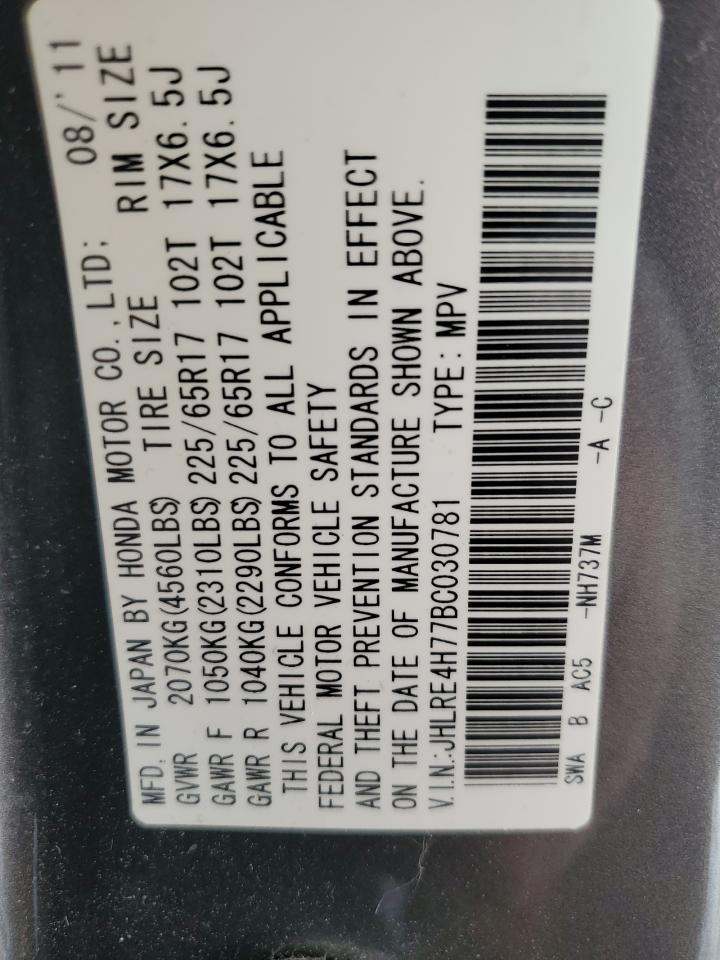 MFD. IN JAPAN BY HONDA MOTOR CO., LTD; 08/'11
TIRE SIZE RIM SIZE
GVWR 2070KG(4560LBS)
GAWR F 1050KG(2310LBS) 225/65R17 102T 17X6.5J
GAWR R 1040KG(2290LBS) 225/65R17 102T 17X6.5J
THIS VEHICLE CONFORMS TO ALL APPLICABLE
FEDERAL MOTOR VEHICLE SAFETY
AND THEFT PREVENTION STANDARDS IN EFFECT
ON THE DATE OF MANUFACTURE SHOWN ABOVE.
V.I.N.:JHLRE4H77BC030781 TYPE: MPV
SWA B AC5 -NH737M -A -C